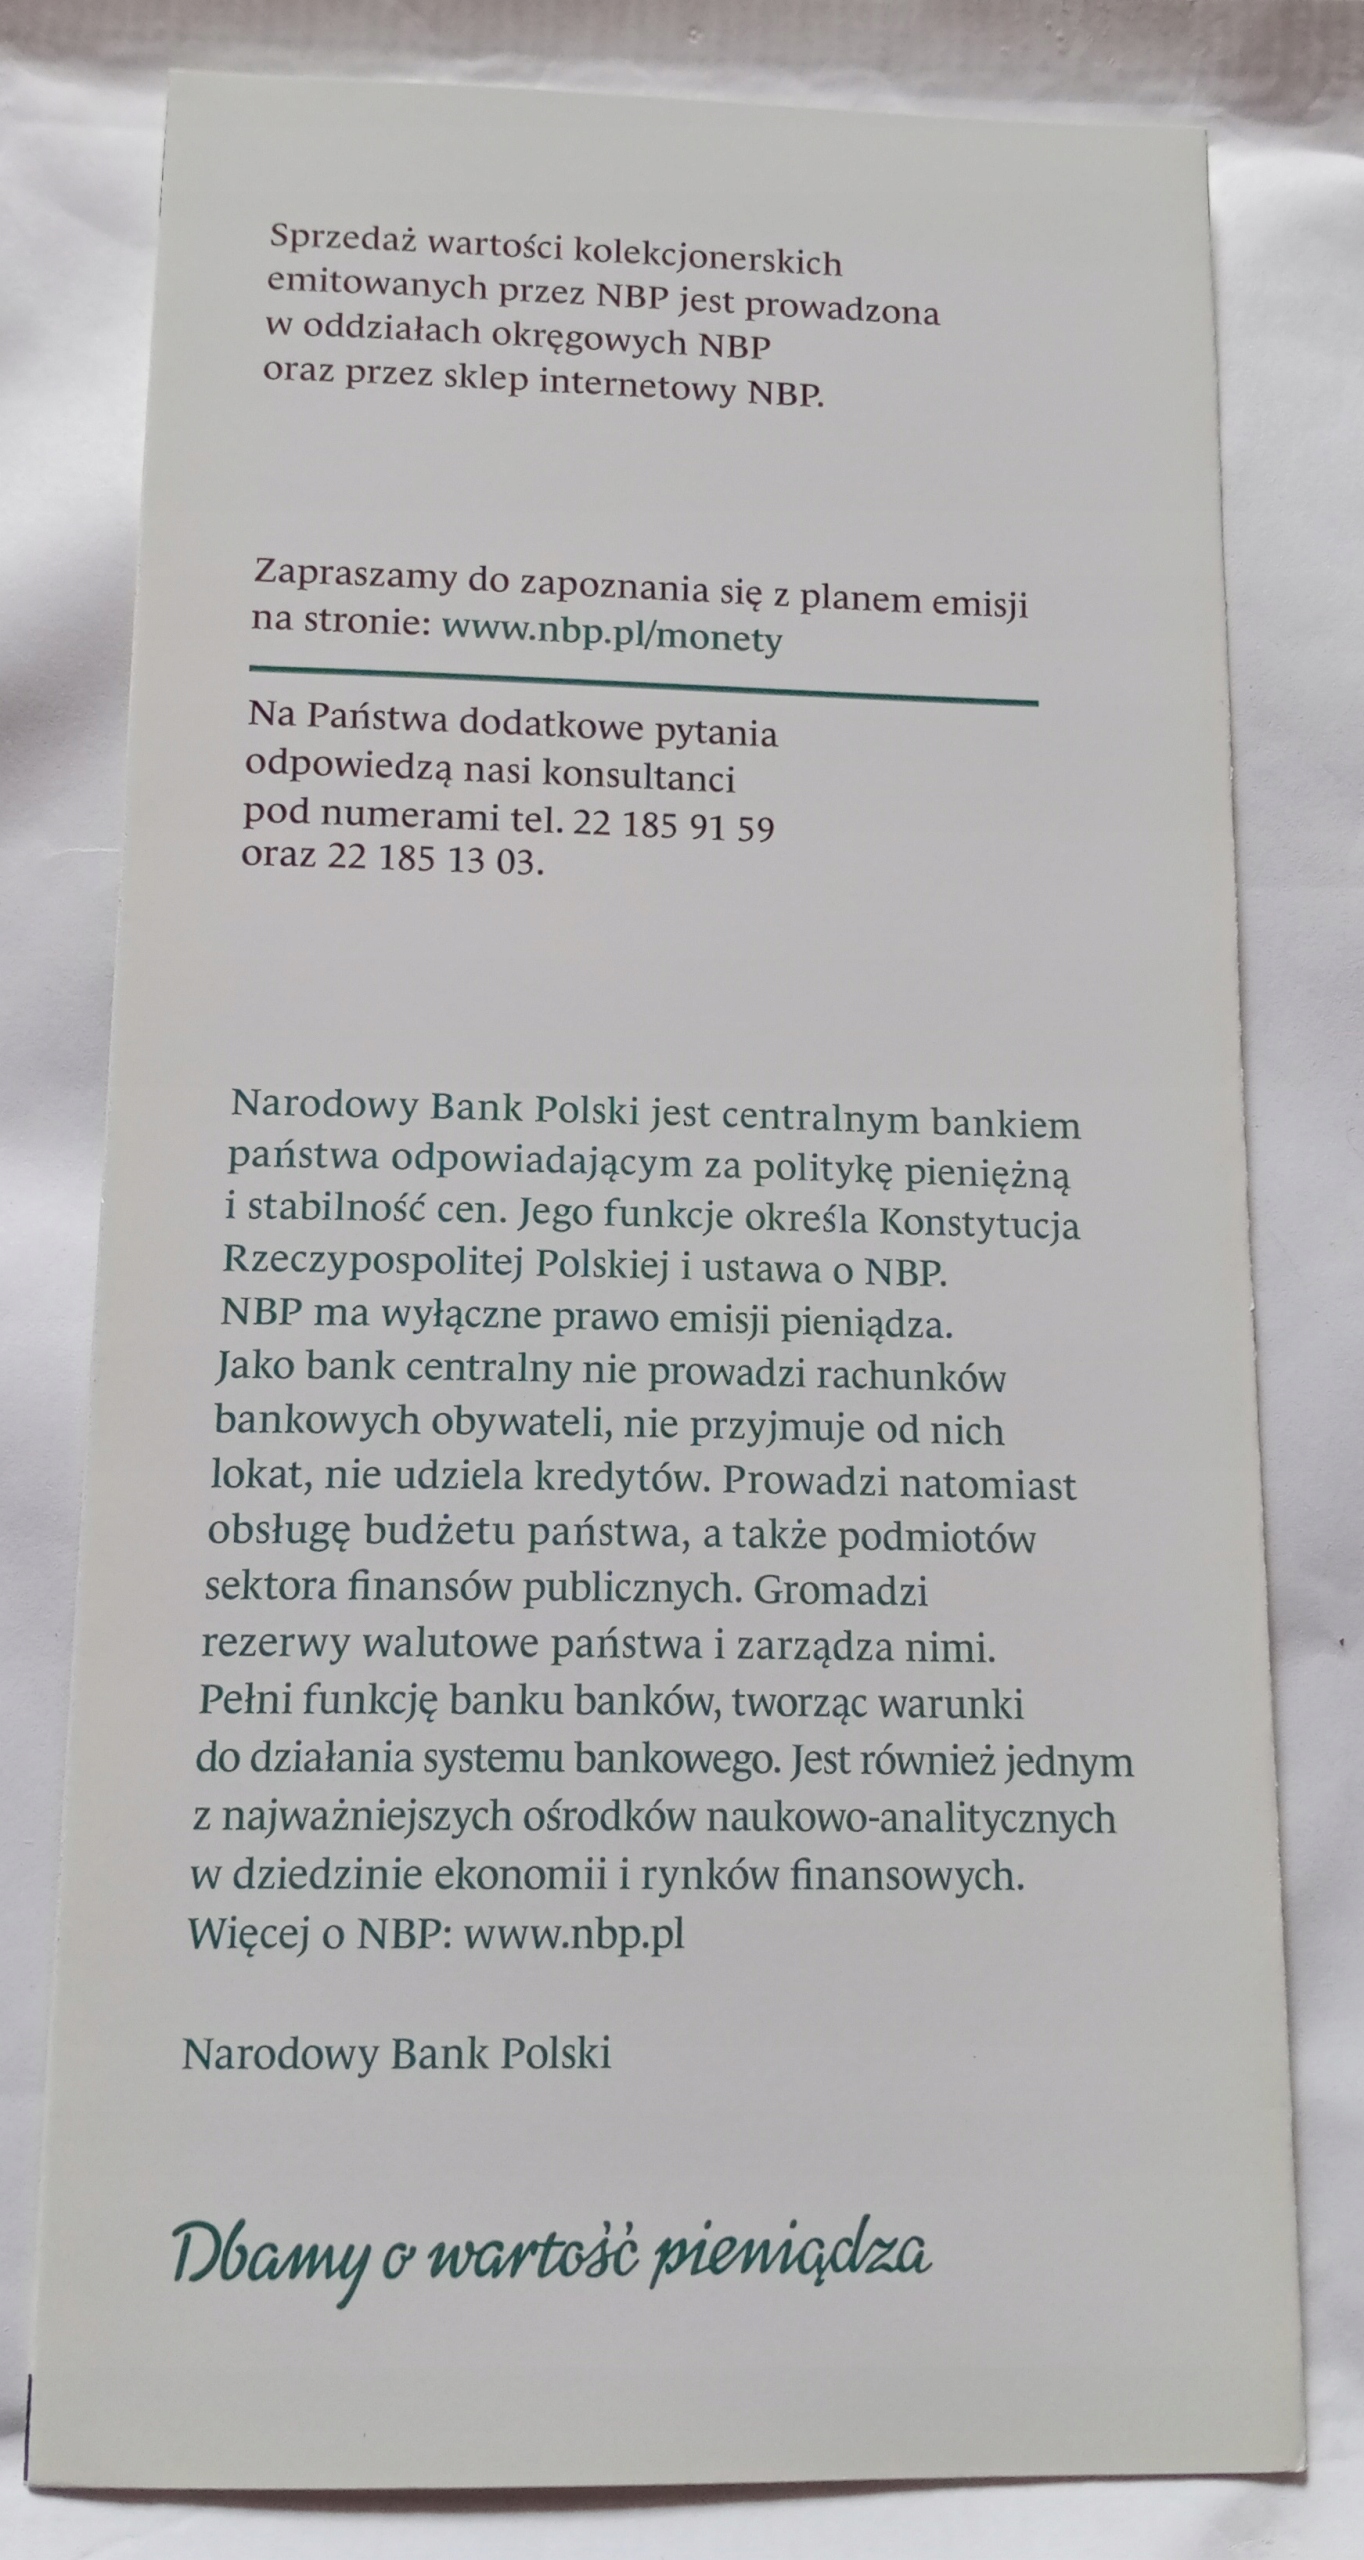 Sprzedaż wartości kolekcjonerskich
emitowanych przez NBP jest prowadzona
w oddziałach okręgowych NBP
oraz przez sklep internetowy NBP.
Zapraszamy do zapoznania się z planem emisji
na stronie: www.nbp.pl/monety
Na Państwa dodatkowe pytania
odpowiedzą nasi konsultanci
pod numerami tel. 22 185 91 59
oraz 22 185 13 03.
Narodowy Bank Polski jest centralnym bankiem
państwa odpowiadającym za politykę pieniężną
i stabilność cen. Jego funkcje określa Konstytucja
Rzeczypospolitej Polskiej i ustawa o NBP.
NBP ma wyłączne prawo emisji pieniądza.
Jako bank centralny nie prowadzi rachunków
bankowych obywateli, nie przyjmuje od nich
lokat, nie udziela kredytów. Prowadzi natomiast
obsługę budżetu państwa, a także podmiotów
sektora finansów publicznych. Gromadzi
rezerwy walutowe państwa i zarządza nimi.
Pełni funkcję banku banków, tworząc warunki
do działania systemu bankowego. Jest również jednym
z najważniejszych ośrodków naukowo-analitycznych
w dziedzinie ekonomii i rynków finansowych.
Więcej o NBP: www.nbp.pl
Narodowy Bank Polski
Dbamy o wartość pieniądza